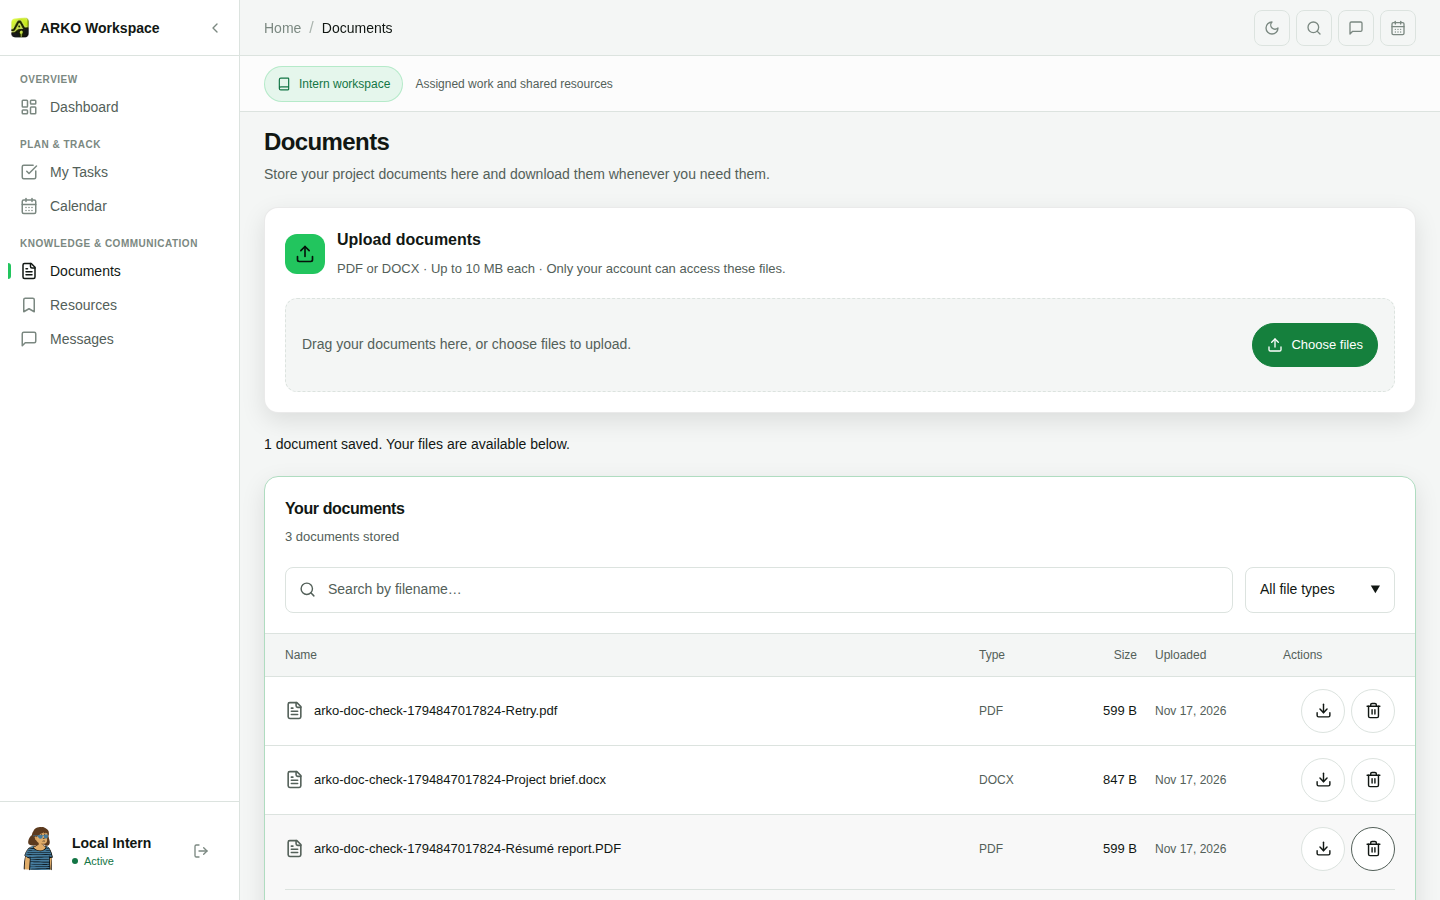 ARKO Workspace
Home / Documents
Intern workspace
Assigned work and shared resources
OVERVIEW
Dashboard
PLAN & TRACK
My Tasks
Calendar
KNOWLEDGE & COMMUNICATION
Documents
Resources
Messages
Local Intern
Active
Documents
Store your project documents here and download them whenever you need them.
Upload documents
PDF or DOCX · Up to 10 MB each · Only your account can access these files.
Drag your documents here, or choose files to upload.
Choose files
1 document saved. Your files are available below.
Your documents
3 documents stored
Search by filename…
All file types
Name Type Size Uploaded Actions
arko-doc-check-1794847017824-Retry.pdf PDF 599 B Nov 17, 2026
arko-doc-check-1794847017824-Project brief.docx DOCX 847 B Nov 17, 2026
arko-doc-check-1794847017824-Résumé report.PDF PDF 599 B Nov 17, 2026